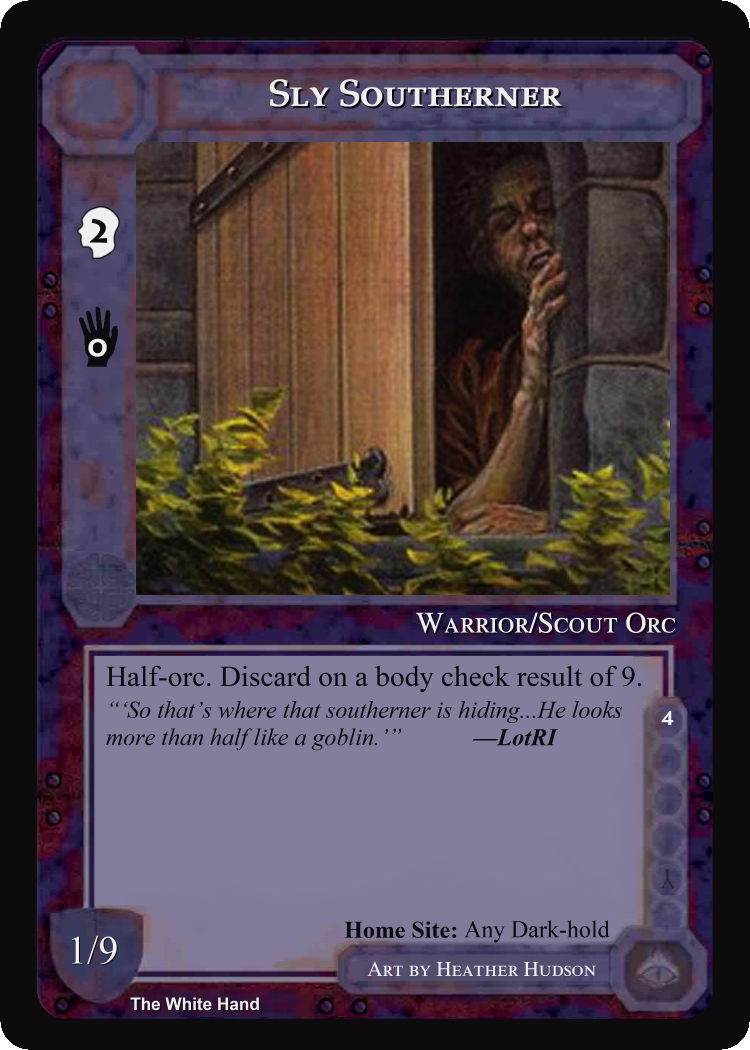 Sly Southerner
2
0
Warrior/Scout Orc
Half-orc. Discard on a body check result of 9.
“‘So that’s where that southerner is hiding...He looks
more than half like a goblin.’” —LotRI
4
Home Site: Any Dark-hold
1/9
Art by Heather Hudson
The White Hand